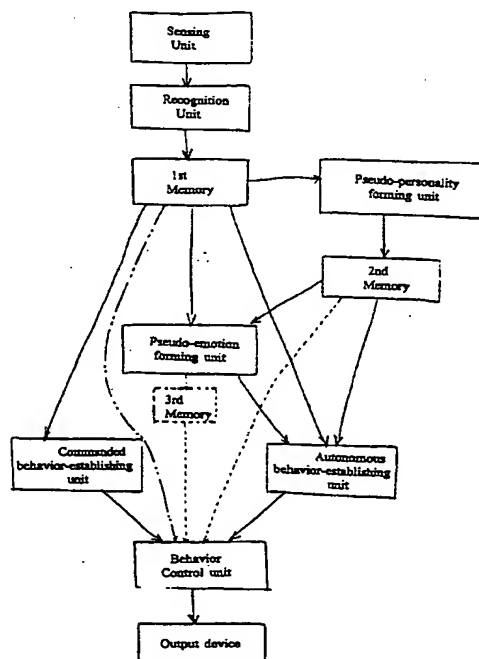 Sensing
Unit
Recognition
Unit
1st
Memory
Pseudo-personality
forming unit
2nd
Memory
Pseudo-emotion
forming unit
3rd
Memory
Commanded
behavior-establishing
unit
Autonomous
behavior-establishing
unit
Behavior
Control unit
Output device